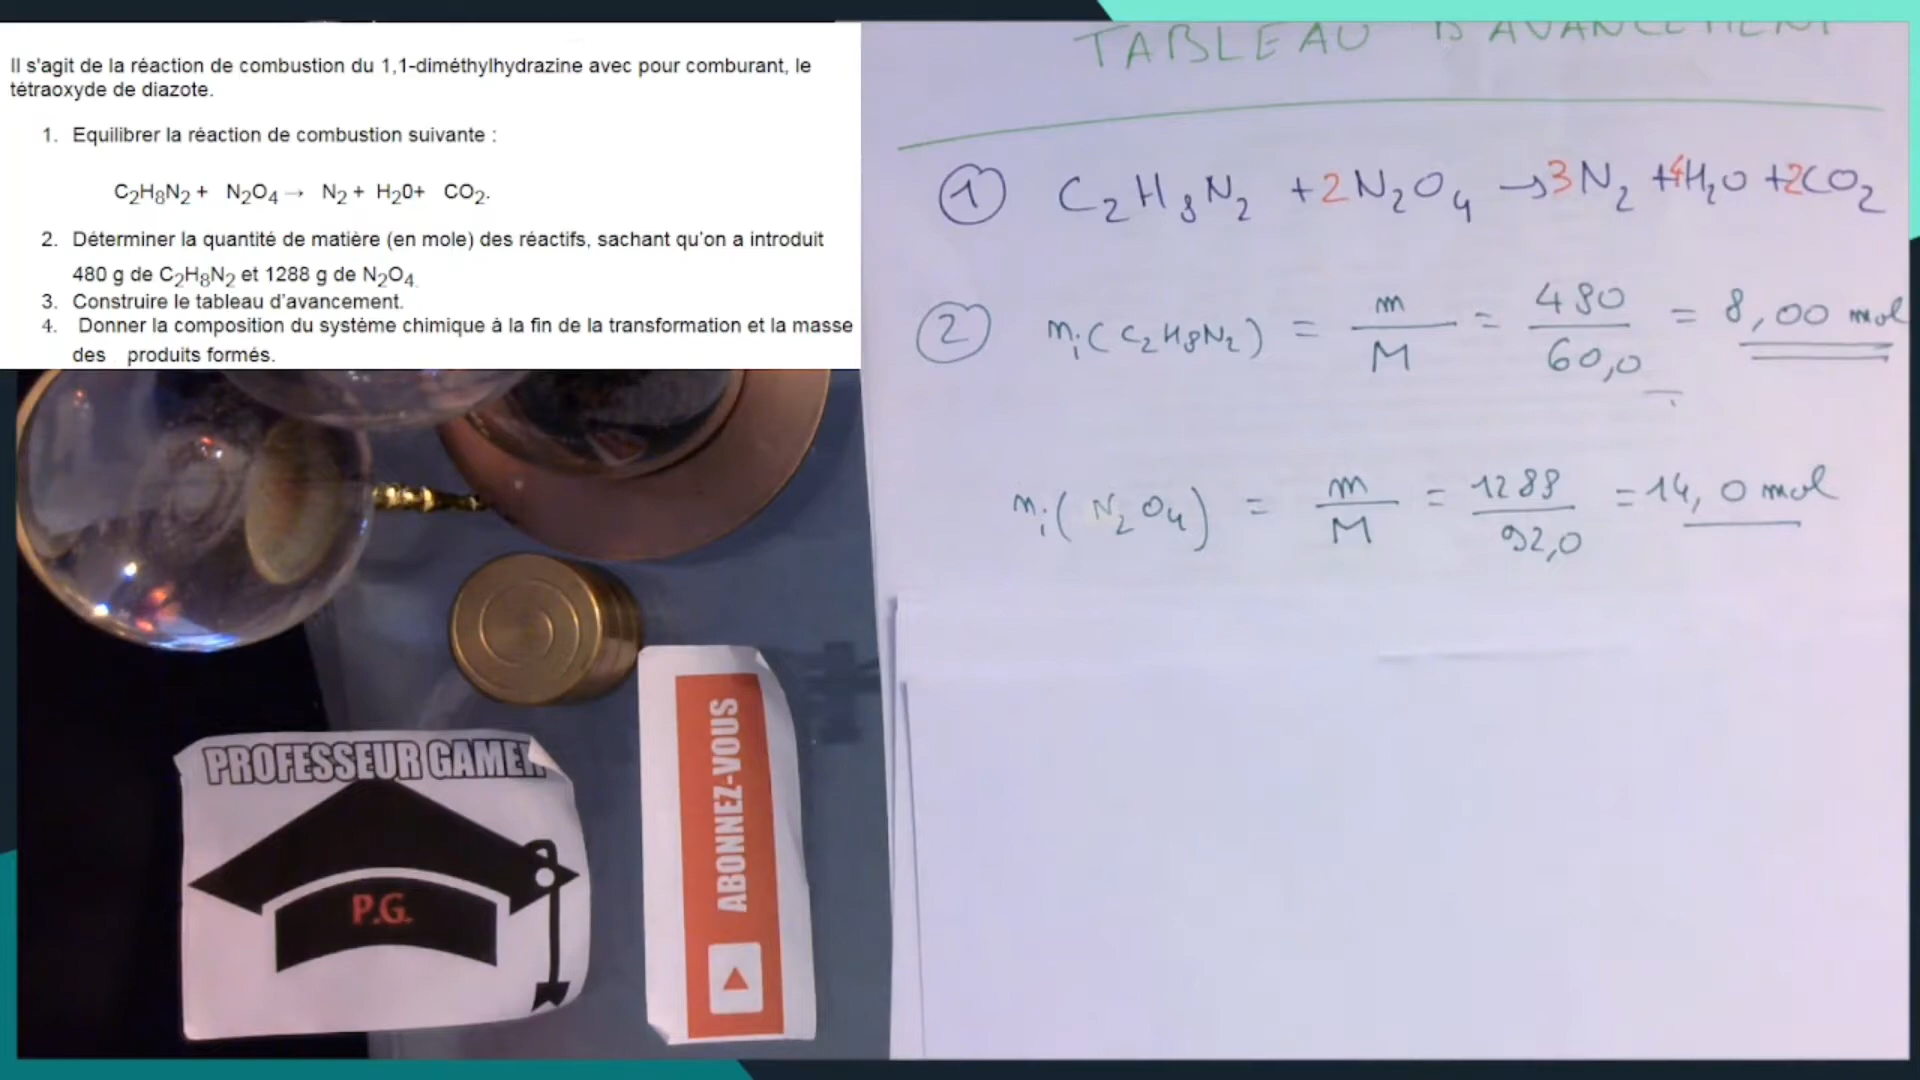 Il s'agit de la réaction de combustion du 1,1-diméthylhydrazine avec pour comburant, le
tétraoxyde de diazote.
1. Equilibrer la réaction de combustion suivante :
C₂H₈N₂ + N₂O₄ → N₂ + H₂0+ CO₂.
2. Déterminer la quantité de matière (en mole) des réactifs, sachant qu'on a introduit
480 g de C₂H₈N₂ et 1288 g de N₂O₄.
3. Construire le tableau d'avancement.
4. Donner la composition du système chimique à la fin de la transformation et la masse
des produits formés.
TABLEAU D'AVANCEMENT
① C₂H₈N₂ + 2N₂O₄ → 3N₂ + 4H₂O + 2CO₂
② nᵢ(C₂H₈N₂) = m/M = 480/60,0 = 8,00 mol
nᵢ(N₂O₄) = m/M = 1288/92,0 = 14,0 mol
PROFESSEUR GAMER
P.G.
ABONNEZ-VOUS